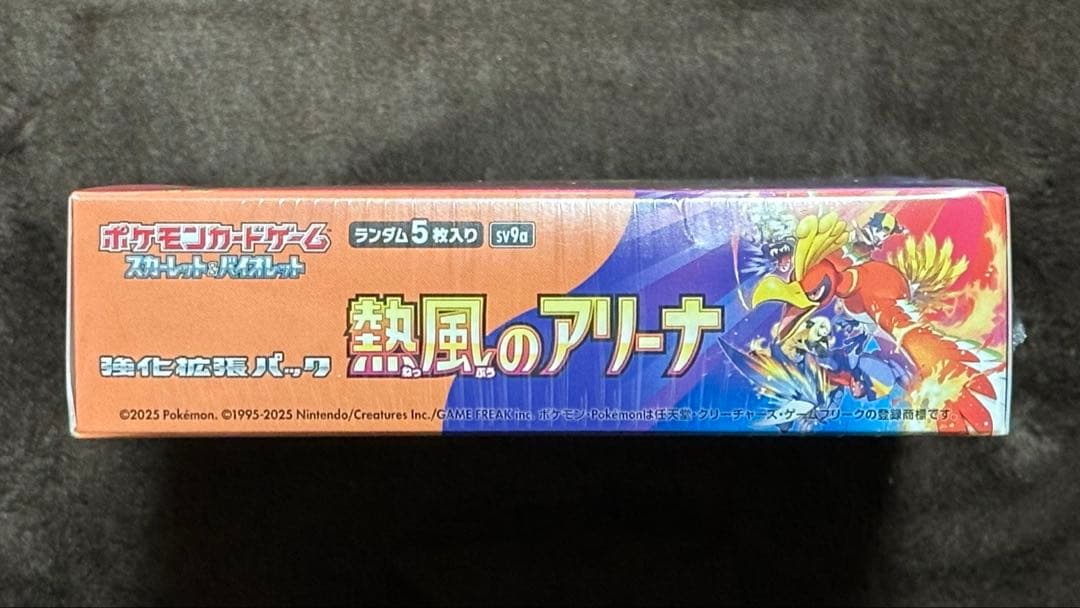 ポケモンカードゲーム
スカーレット&バイオレット
ランダム5枚入り
sv9a
強化拡張パック
熱風のアリーナ
ねっ ぷう
©2025 Pokémon. ©1995-2025 Nintendo/Creatures Inc./GAME FREAK inc. ポケモン・Pokémonは任天堂・クリーチャーズ・ゲームフリークの登録商標です。